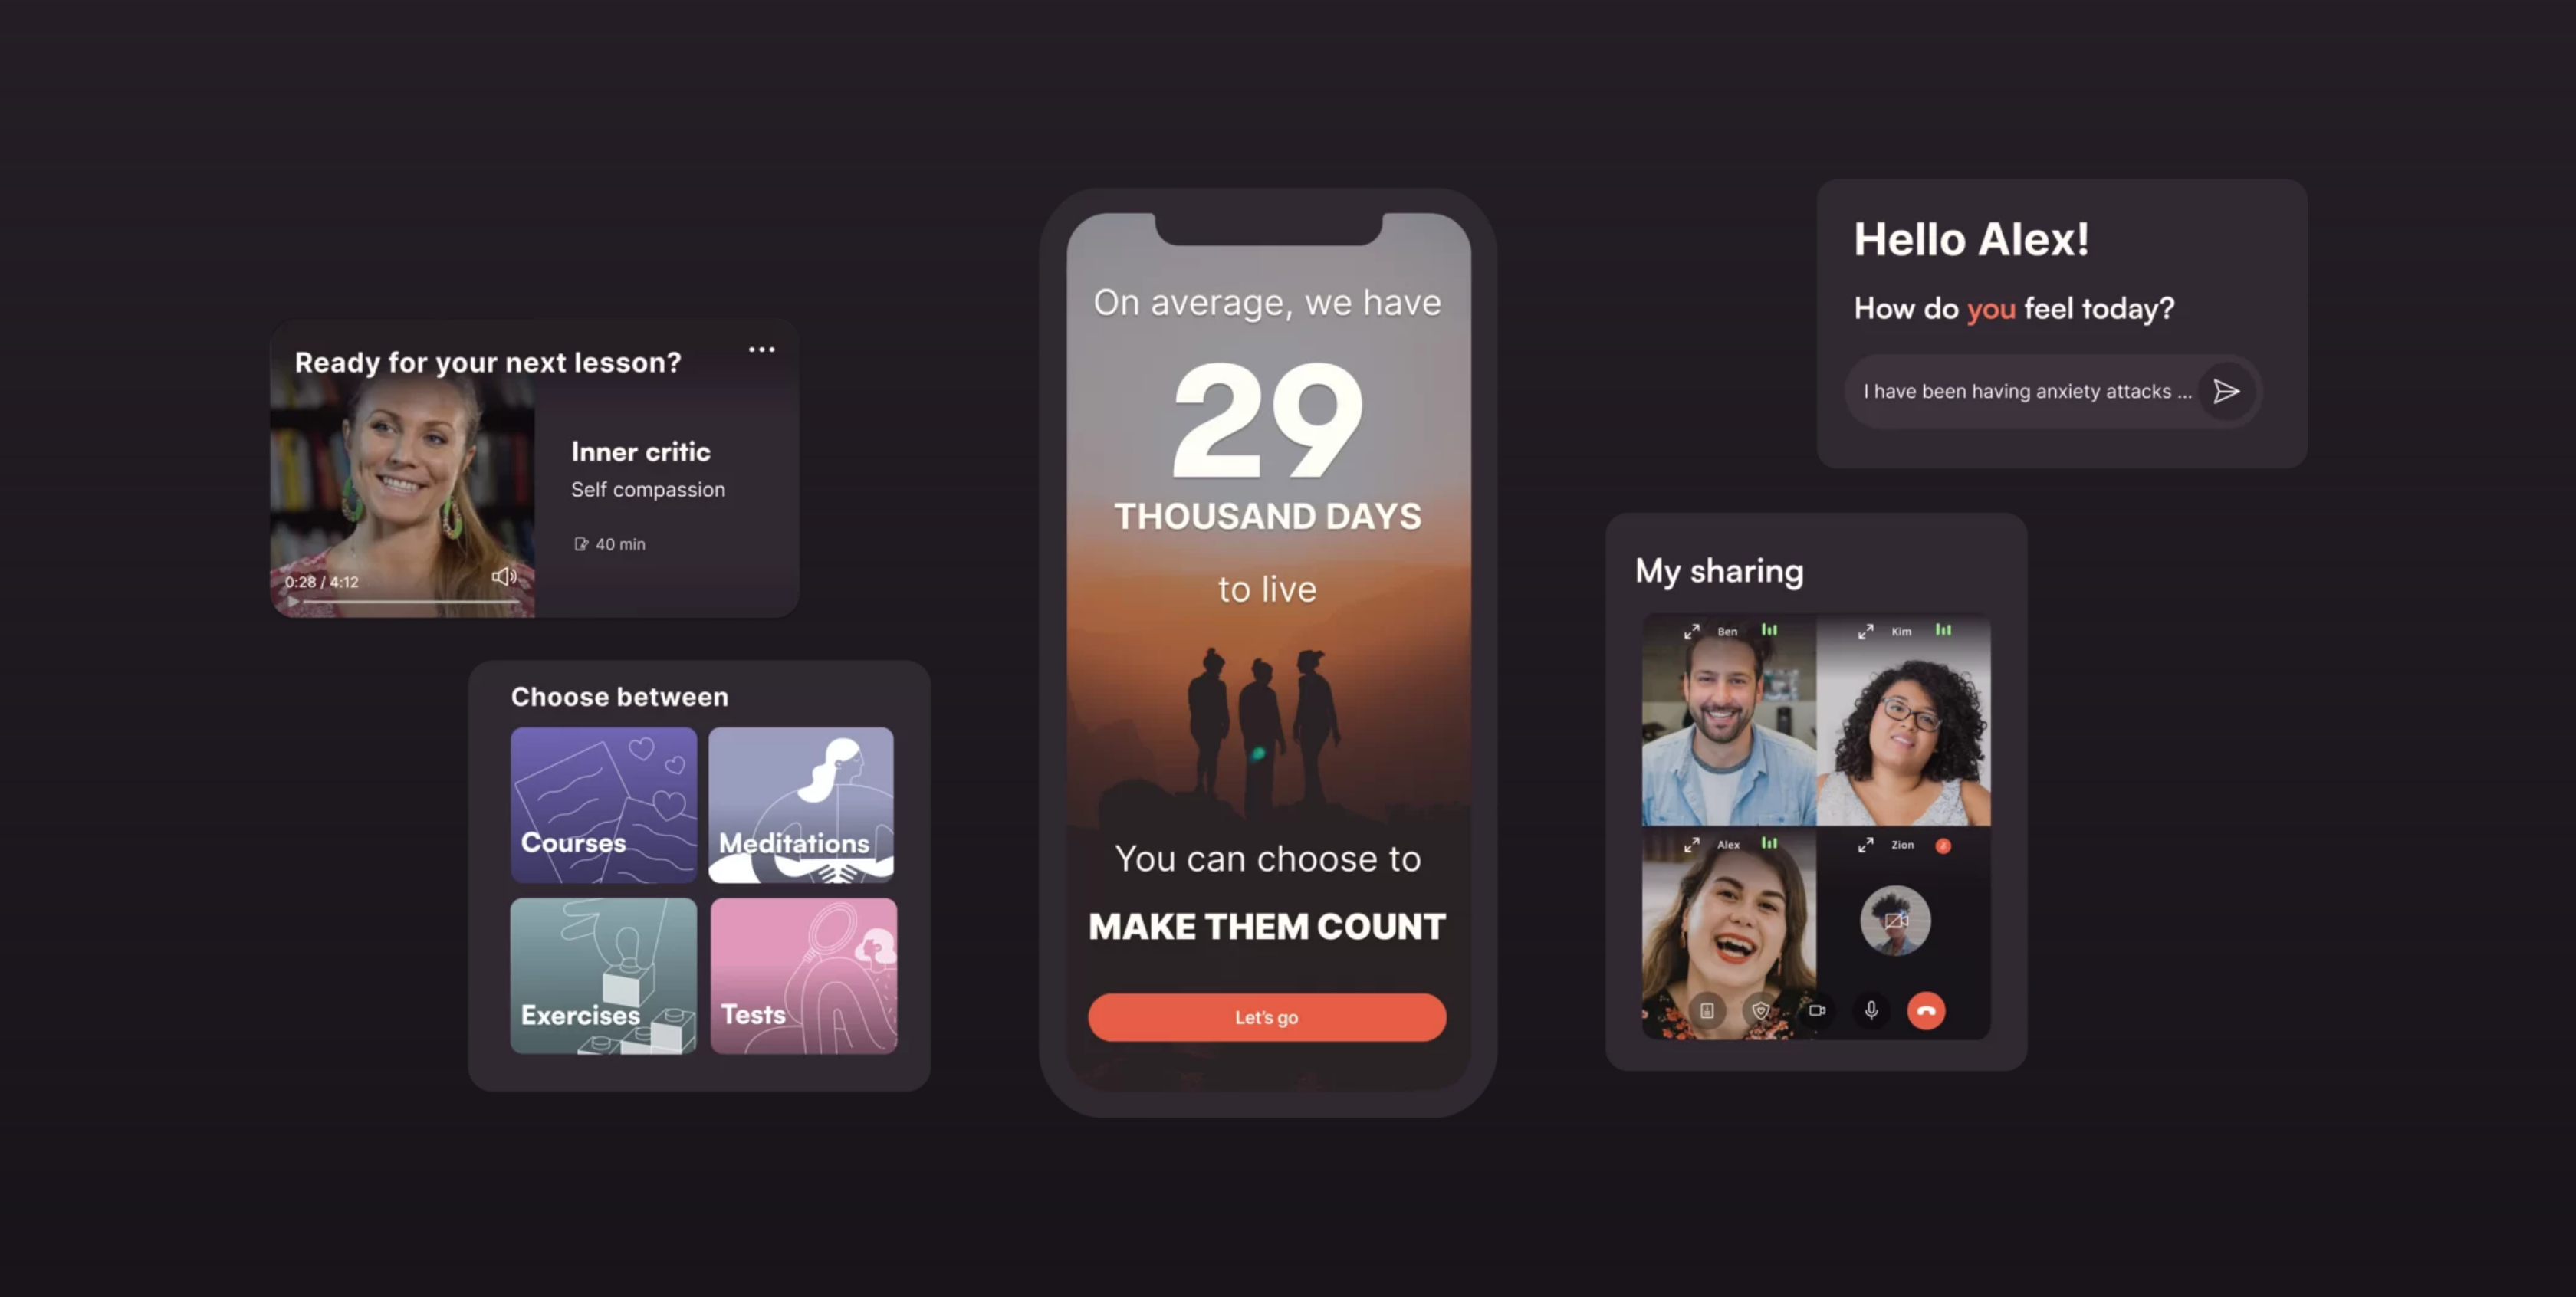 Ready for your next lesson?
Inner critic
Self compassion
40 min
0:28 / 4:12
Choose between
Courses
Meditations
Exercises
Tests
On average, we have
29
THOUSAND DAYS
to live
You can choose to
MAKE THEM COUNT
Let's go
Hello Alex!
How do you feel today?
I have been having anxiety attacks ...
My sharing
Ben
Kim
Alex
Zion